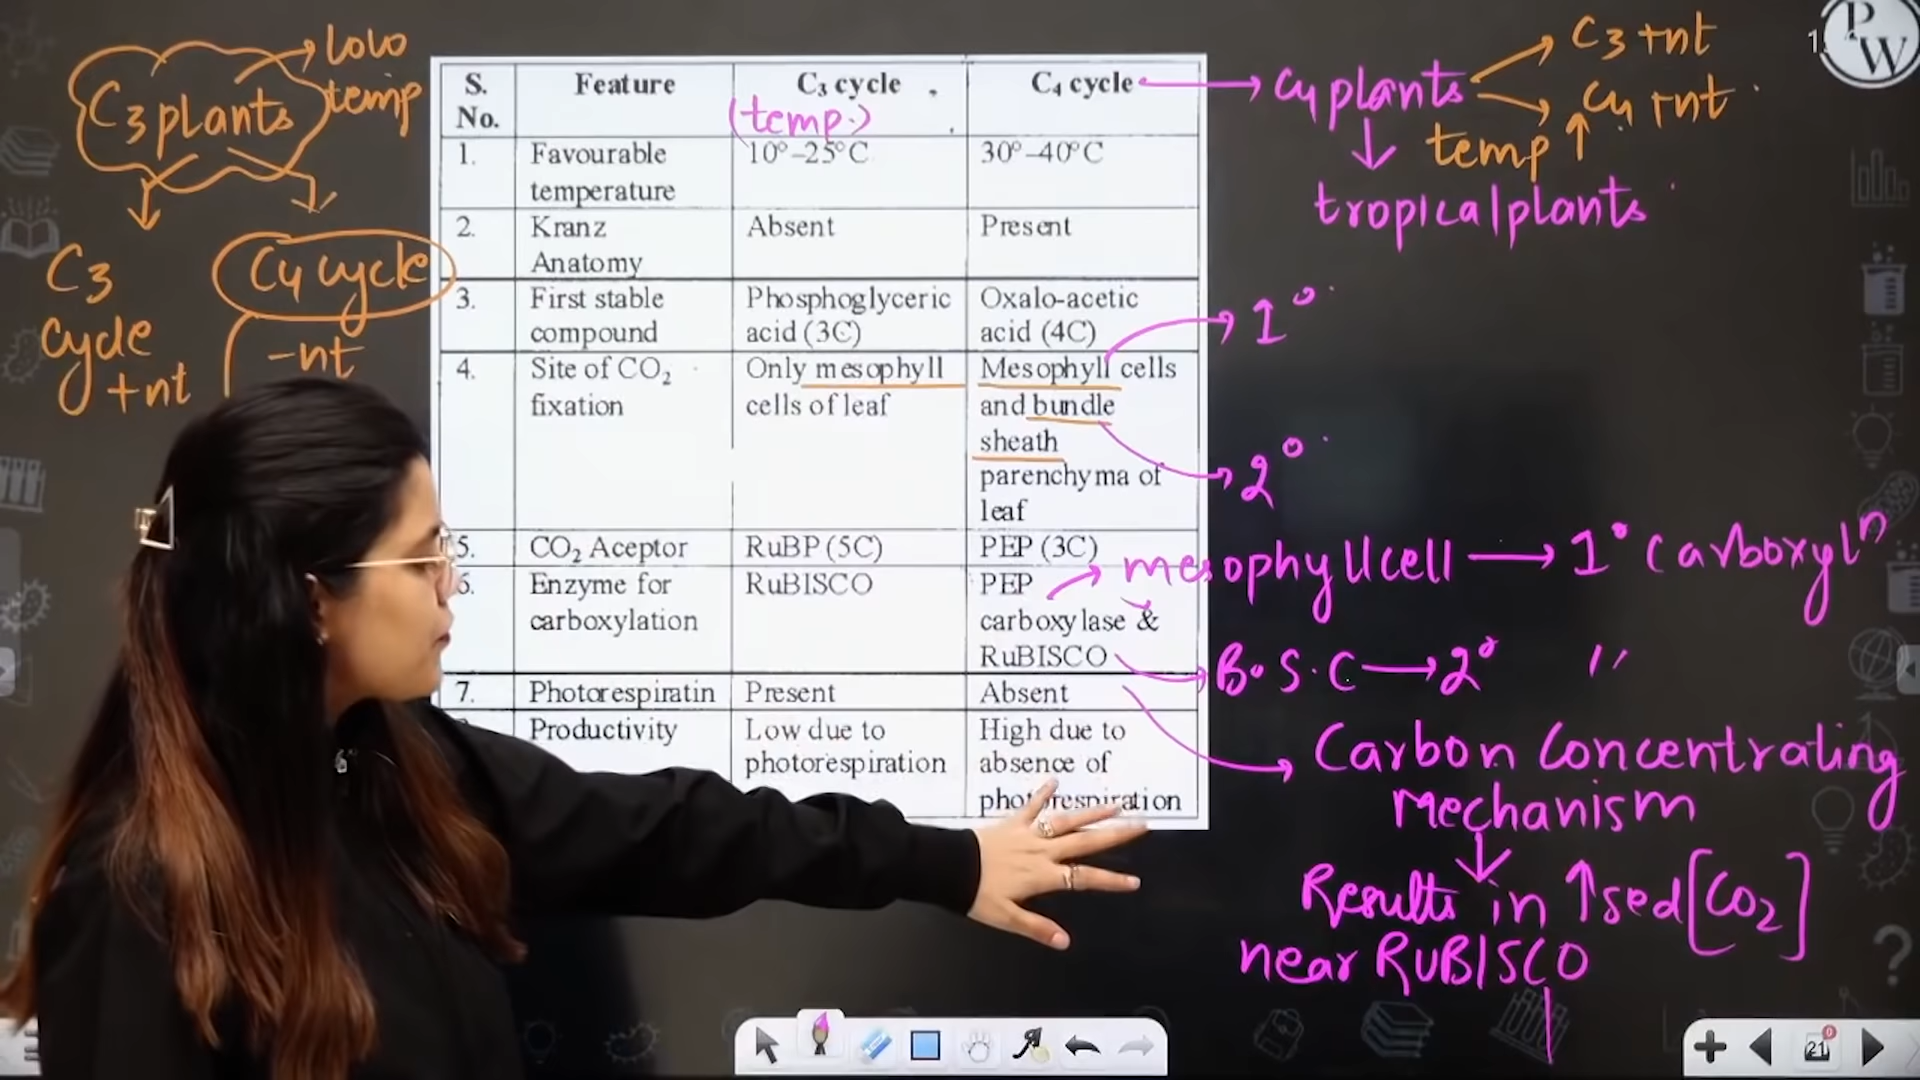 C3 plants
low
temp
C3
cycle
+nt
C4 cycle
-nt
S. No. Feature C3 cycle C4 cycle
(temp.)
1. Favourable temperature 10°–25°C 30°–40°C
2. Kranz Anatomy Absent Present
3. First stable compound Phosphoglyceric acid (3C) Oxalo-acetic acid (4C)
4. Site of CO2 fixation Only mesophyll cells of leaf Mesophyll cells and bundle sheath parenchyma of leaf
5. CO2 Aceptor RuBP (5C) PEP (3C)
6. Enzyme for carboxylation RuBISCO PEP carboxylase & RuBISCO
7. Photorespiratin Present Absent
Productivity Low due to photorespiration High due to absence of photorespiration
C4 plants
C3 +nt
C4 +nt
temp ↑
tropical plants
1°
2°
mesophyll cell → 1° Carboxyln
B.S.C → 2° "
Carbon Concentrating
Mechanism
Results in ↑sed [CO2]
near RUBISCO
PW
21